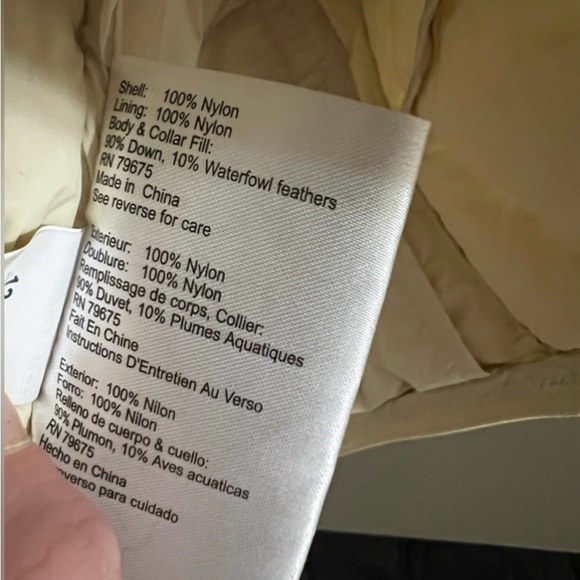 Shell: 100% Nylon
Lining: 100% Nylon
Body & Collar Fill:
90% Down, 10% Waterfowl feathers
RN 79675
Made in China
See reverse for care
Exterieur: 100% Nylon
Doublure: 100% Nylon
Remplissage de corps, Collier:
90% Duvet, 10% Plumes Aquatiques
RN 79675
Fait En Chine
Instructions D'Entretien Au Verso
Exterior: 100% Nilon
Forro: 100% Nilon
Relleno de cuerpo & cuello:
90% Plumon, 10% Aves acuaticas
RN 79675
Hecho en China
para cuidado